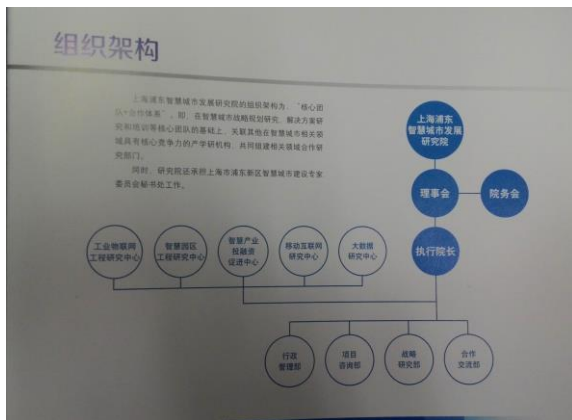 组织架构
上海浦东智慧城市发展研究院的组织架构为，“核心团
队+合作体系”，即，在智慧城市战略规划研究、解决方案研
究和培训等核心团队的基础上，关联其他在智慧城市相关领
域具有核心竞争力的产学研机构，共同组建相关领域合作研
究部门。
同时，研究院还承担上海市浦东新区智慧城市建设专家
委员会秘书处工作。
上海浦东
智慧城市发展
研究院
理事会
院务会
执行院长
工业物联网
工程研究中心
智慧园区
工程研究中心
智慧产业
投融资
促进中心
移动互联网
研究中心
大数据
研究中心
行政
管理部
项目
咨询部
战略
研究部
合作
交流部